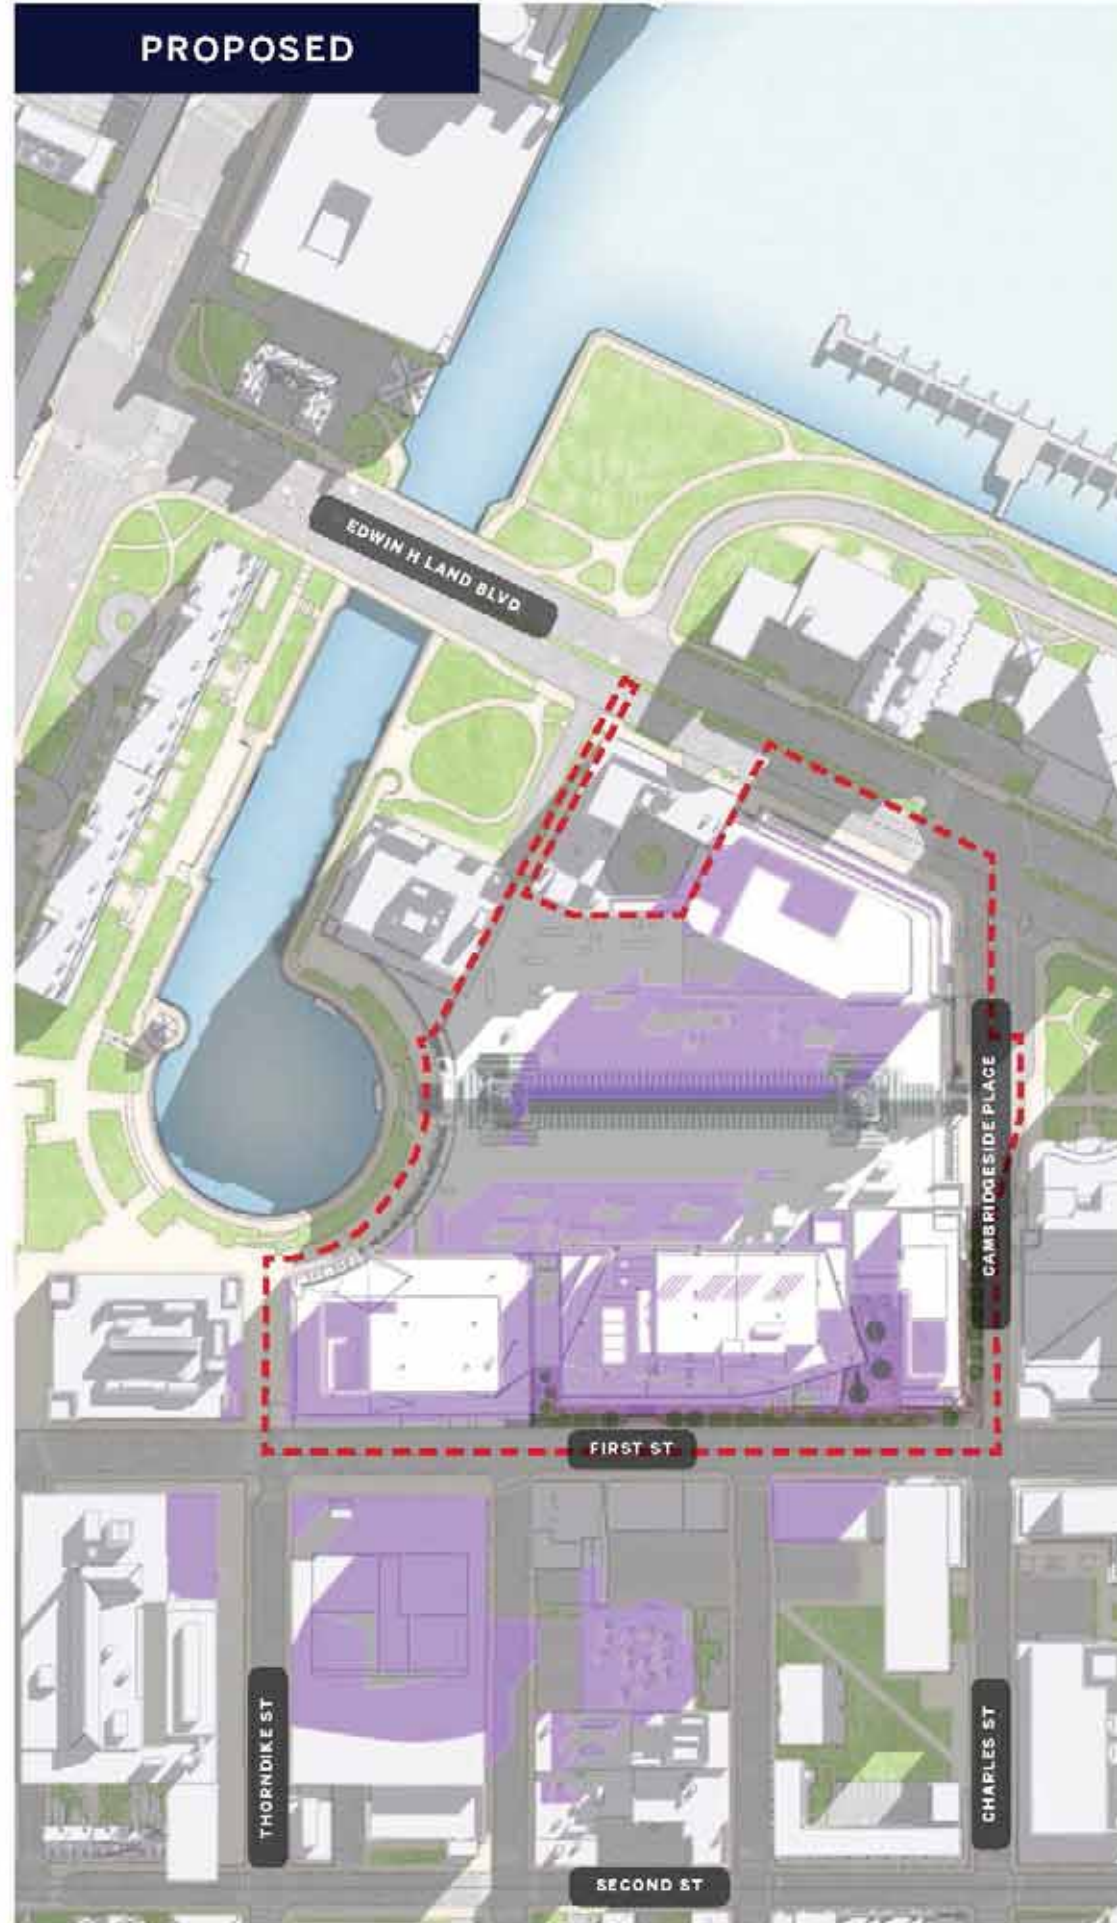 PROPOSED
EDWIN H LAND BLVD
CAMBRIDGESIDE PLACE
FIRST ST
THORNDIKE ST
CHARLES ST
SECOND ST